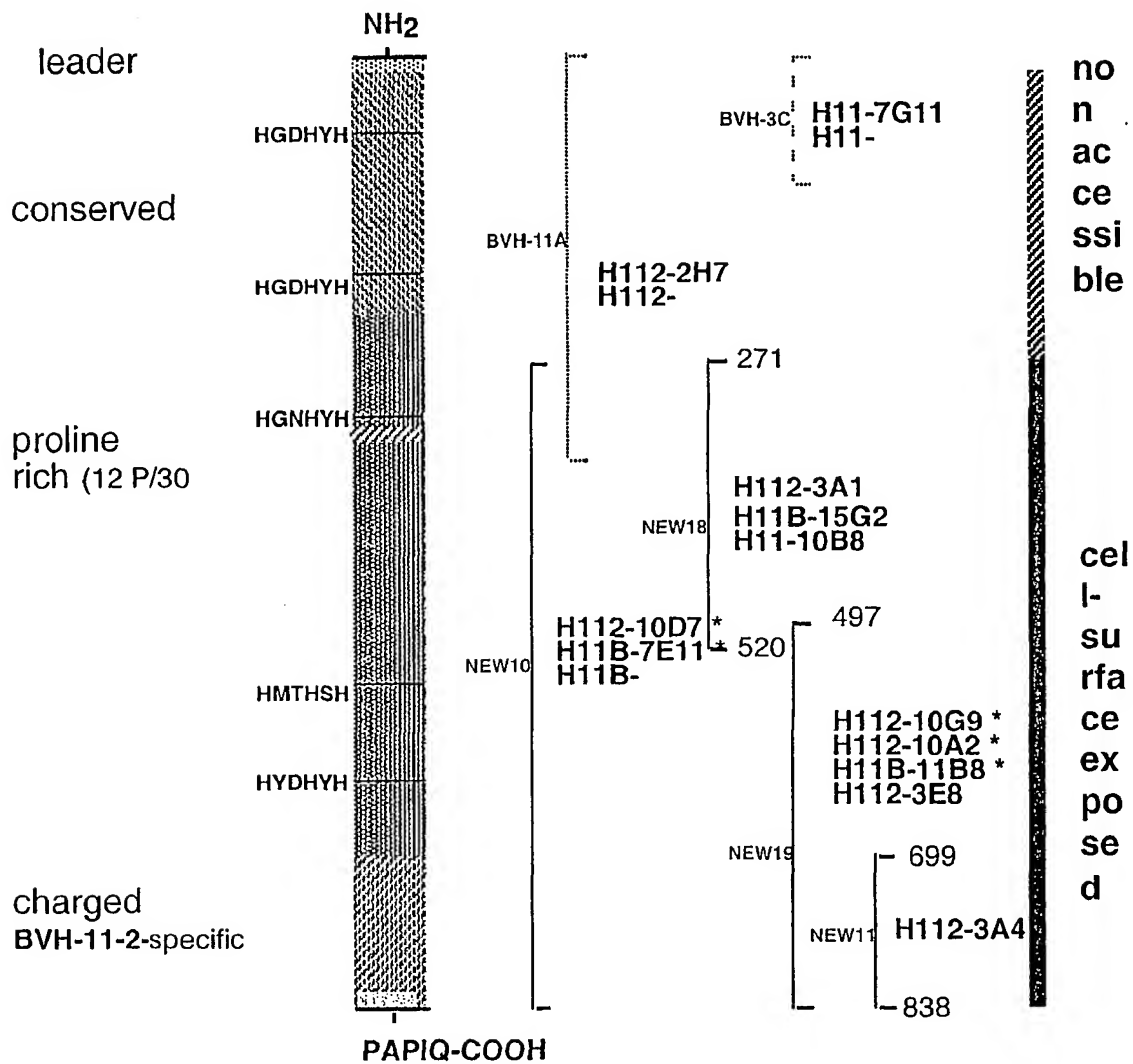 NH2
leader
HGDHYH
conserved
HGDHYH
HGNHYH
proline
rich (12 P/30
HMTHSH
HYDHYH
charged
BVH-11-2-specific
PAPIQ-COOH
BVH-11A
H112-2H7
H112-
BVH-3C
H11-7G11
H11-
NEW10
H112-10D7 *
H11B-7E11 *
H11B-
271
NEW18
H112-3A1
H11B-15G2
H11-10B8
520
497
NEW19
H112-10G9 *
H112-10A2 *
H11B-11B8 *
H112-3E8
699
NEW11
H112-3A4
838
no
n
ac
ce
ssi
ble
cel
l-
su
rfa
ce
ex
po
se
d